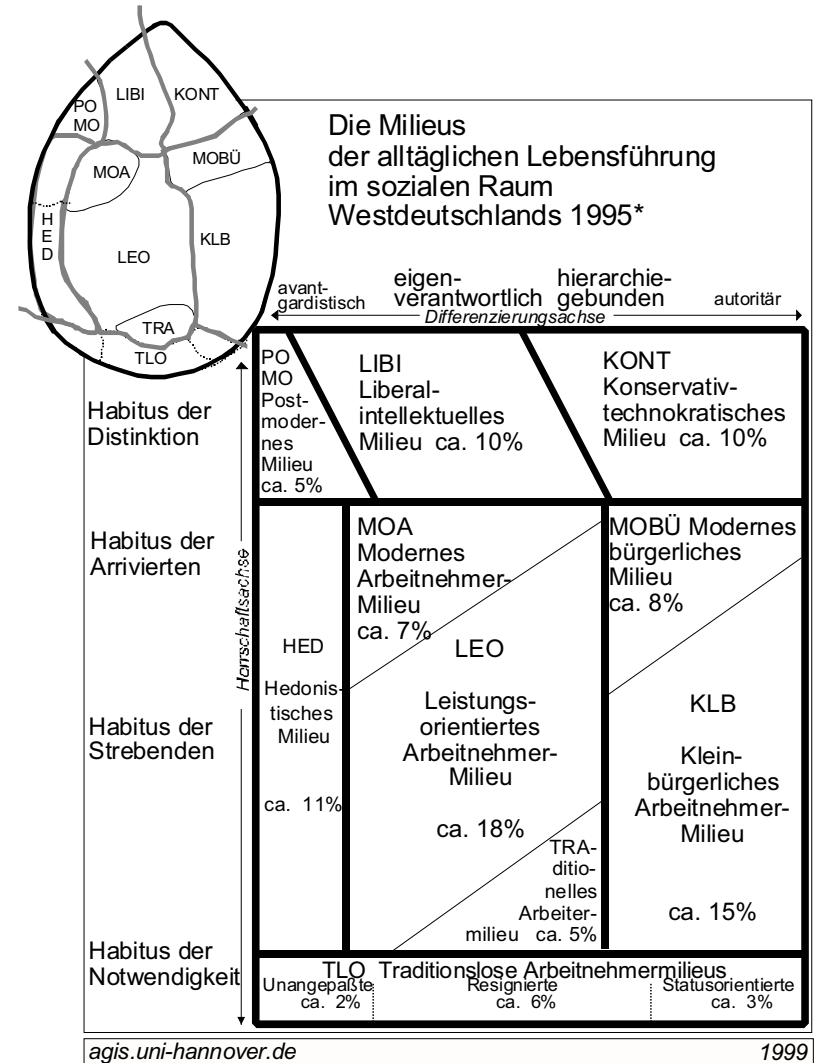 PO
MO
LIBI
KONT
MOA
MOBÜ
H
E
D
LEO
KLB
TRA
TLO
Die Milieus
der alltäglichen Lebensführung
im sozialen Raum
Westdeutschlands 1995*
avant-
gardistisch
eigen-
verantwortlich
hierarchie-
gebunden
autoritär
Differenzierungsachse
Herrschaftsachse
Habitus der
Distinktion
PO
MO
Post-
moder-
nes
Milieu
ca. 5%
LIBI
Liberal-
intellektuelles
Milieu ca. 10%
KONT
Konservativ-
technokratisches
Milieu ca. 10%
Habitus der
Arrivierten
MOA
Modernes
Arbeitnehmer-
Milieu
ca. 7%
MOBÜ Modernes
bürgerliches
Milieu
ca. 8%
Habitus der
Strebenden
HED
Hedonis-
tisches
Milieu
ca. 11%
LEO
Leistungs-
orientiertes
Arbeitnehmer-
Milieu
ca. 18%
TRA-
ditio-
nelles
Arbeiter-
milieu ca. 5%
KLB
Klein-
bürgerliches
Arbeitnehmer-
Milieu
ca. 15%
Habitus der
Notwendigkeit
TLO Traditionslose Arbeitnehmermilieus
Unangepaßte
ca. 2%
Resignierte
ca. 6%
Statusorientierte
ca. 3%
agis.uni-hannover.de 1999